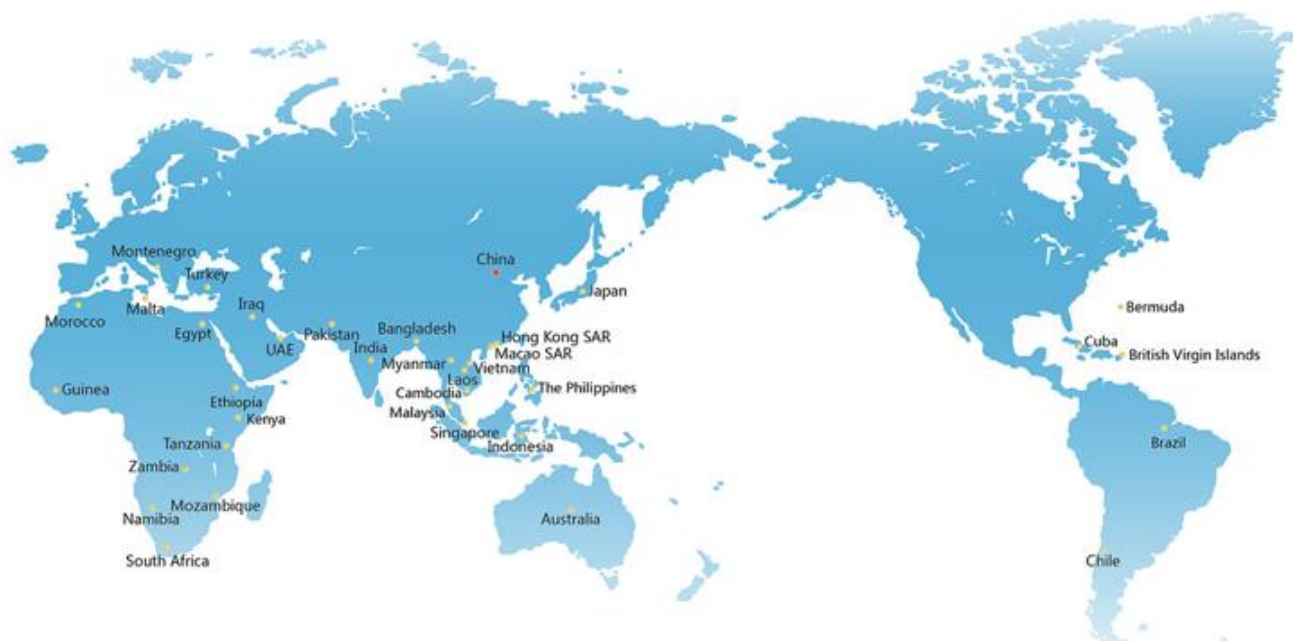 Montenegro
China
Turkey
Japan
Malta
Iraq
Bermuda
Morocco
Egypt
Pakistan
Bangladesh
Hong Kong SAR
UAE
India
Macao SAR
Cuba
Myanmar
Vietnam
British Virgin Islands
Laos
Guinea
The Philippines
Ethiopia
Cambodia
Kenya
Malaysia
Singapore
Tanzania
Indonesia
Brazil
Zambia
Mozambique
Namibia
Australia
South Africa
Chile